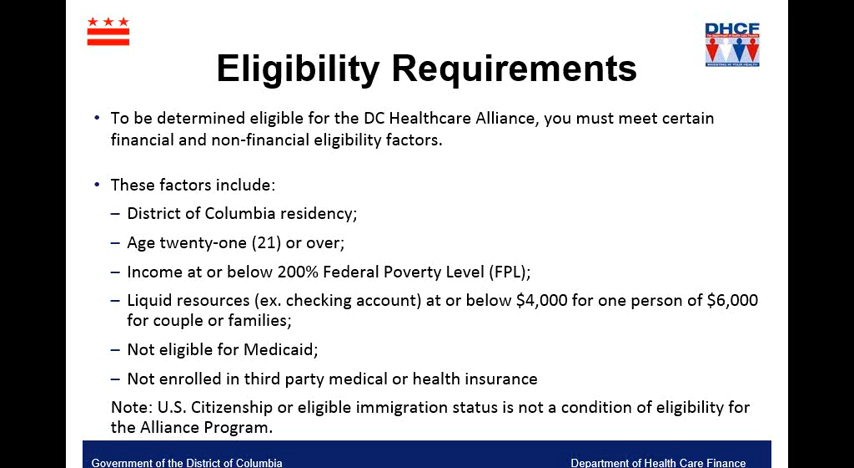 DHCF
Eligibility Requirements
• To be determined eligible for the DC Healthcare Alliance, you must meet certain
financial and non-financial eligibility factors.
• These factors include:
– District of Columbia residency;
– Age twenty-one (21) or over;
– Income at or below 200% Federal Poverty Level (FPL);
– Liquid resources (ex. checking account) at or below $4,000 for one person of $6,000
for couple or families;
– Not eligible for Medicaid;
– Not enrolled in third party medical or health insurance
Note: U.S. Citizenship or eligible immigration status is not a condition of eligibility for
the Alliance Program.
Government of the District of Columbia
Department of Health Care Finance